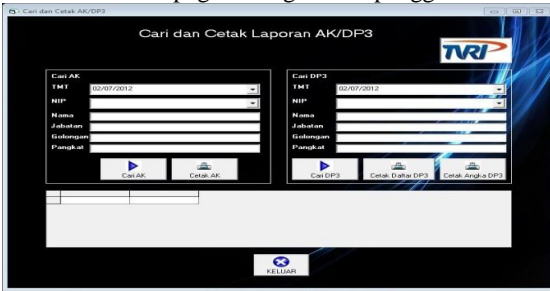 Cari dan Cetak AK/DP3
Cari dan Cetak Laporan AK/DP3
TVRI
Cari AK
TMT 02/07/2012
NIP
Nama
Jabatan
Golongan
Pangkat
Cari AK Cetak AK
Cari DP3
TMT 02/07/2012
NIP
Nama
Jabatan
Golongan
Pangkat
Cari DP3 Cetak Daftar DP3 Cetak Angka DP3
KELUAR